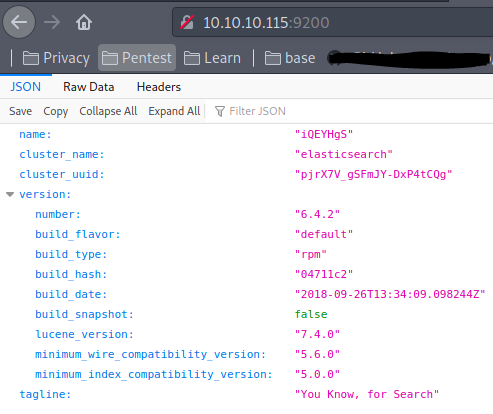 10.10.10.115:9200
Privacy Pentest Learn base
JSON Raw Data Headers
Save Copy Collapse All Expand All Filter JSON
name: "iQEYHgS"
cluster_name: "elasticsearch"
cluster_uuid: "pjrX7V_gSFmJY-DxP4tCQg"
version:
number: "6.4.2"
build_flavor: "default"
build_type: "rpm"
build_hash: "04711c2"
build_date: "2018-09-26T13:34:09.098244Z"
build_snapshot: false
lucene_version: "7.4.0"
minimum_wire_compatibility_version: "5.6.0"
minimum_index_compatibility_version: "5.0.0"
tagline: "You Know, for Search"